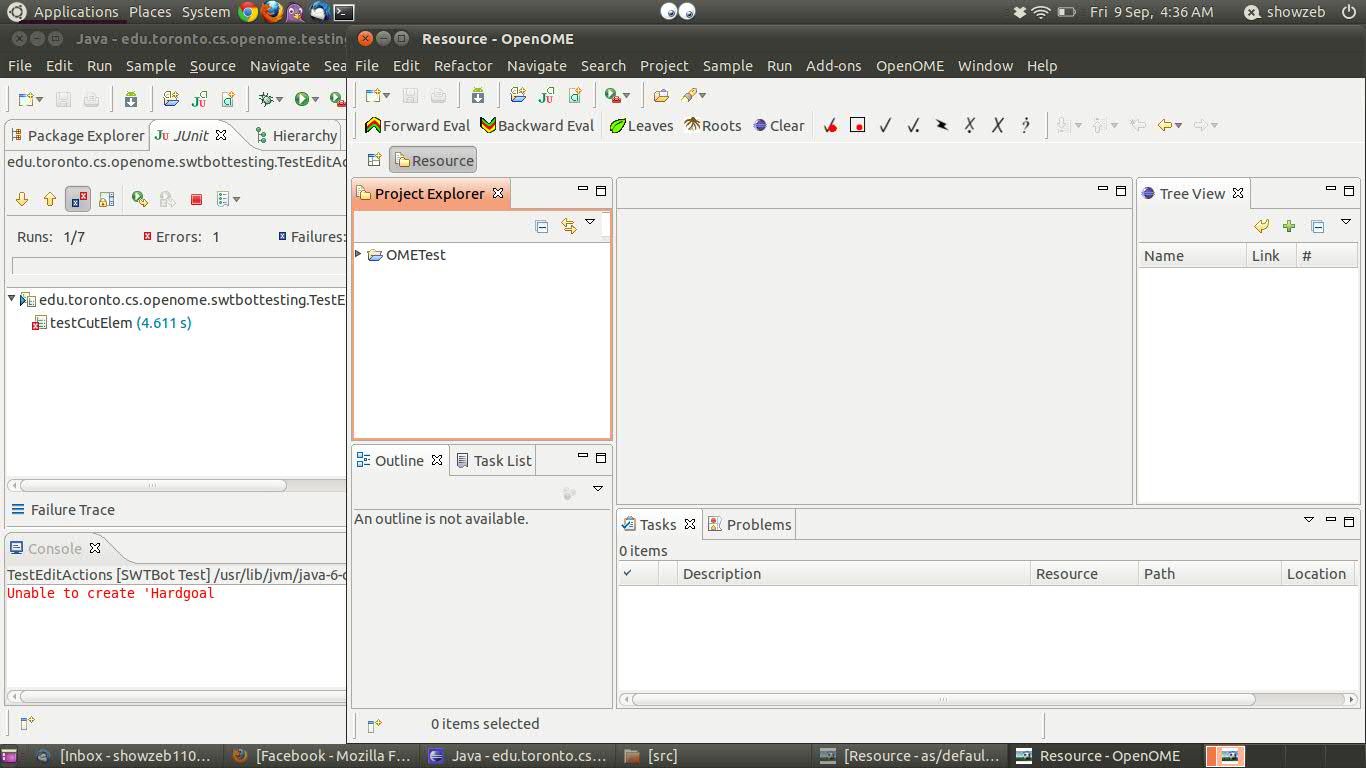 Applications Places System Fri 9 Sep, 4:36 AM showzeb
Java - edu.toronto.cs.openome.testing
Resource - OpenOME
File Edit Run Sample Source Navigate Sea
File Edit Refactor Navigate Search Project Sample Run Add-ons OpenOME Window Help
Forward Eval Backward Eval Leaves Roots Clear
Package Explorer JUnit Hierarchy
edu.toronto.cs.openome.swtbottesting.TestEditAc
Resource
Project Explorer
Tree View
Runs: 1/7 Errors: 1 Failures:
OMETest
Name Link #
edu.toronto.cs.openome.swtbottesting.TestE
testCutElem (4.611 s)
Outline Task List
Failure Trace
An outline is not available.
Tasks Problems
Console
0 items
TestEditActions [SWTBot Test] /usr/lib/jvm/java-6-o
Description Resource Path Location
Unable to create 'Hardgoal
0 items selected
[Inbox - showzeb110... [Facebook - Mozilla F... Java - edu.toronto.cs... [src] [Resource - as/defaul... Resource - OpenOME